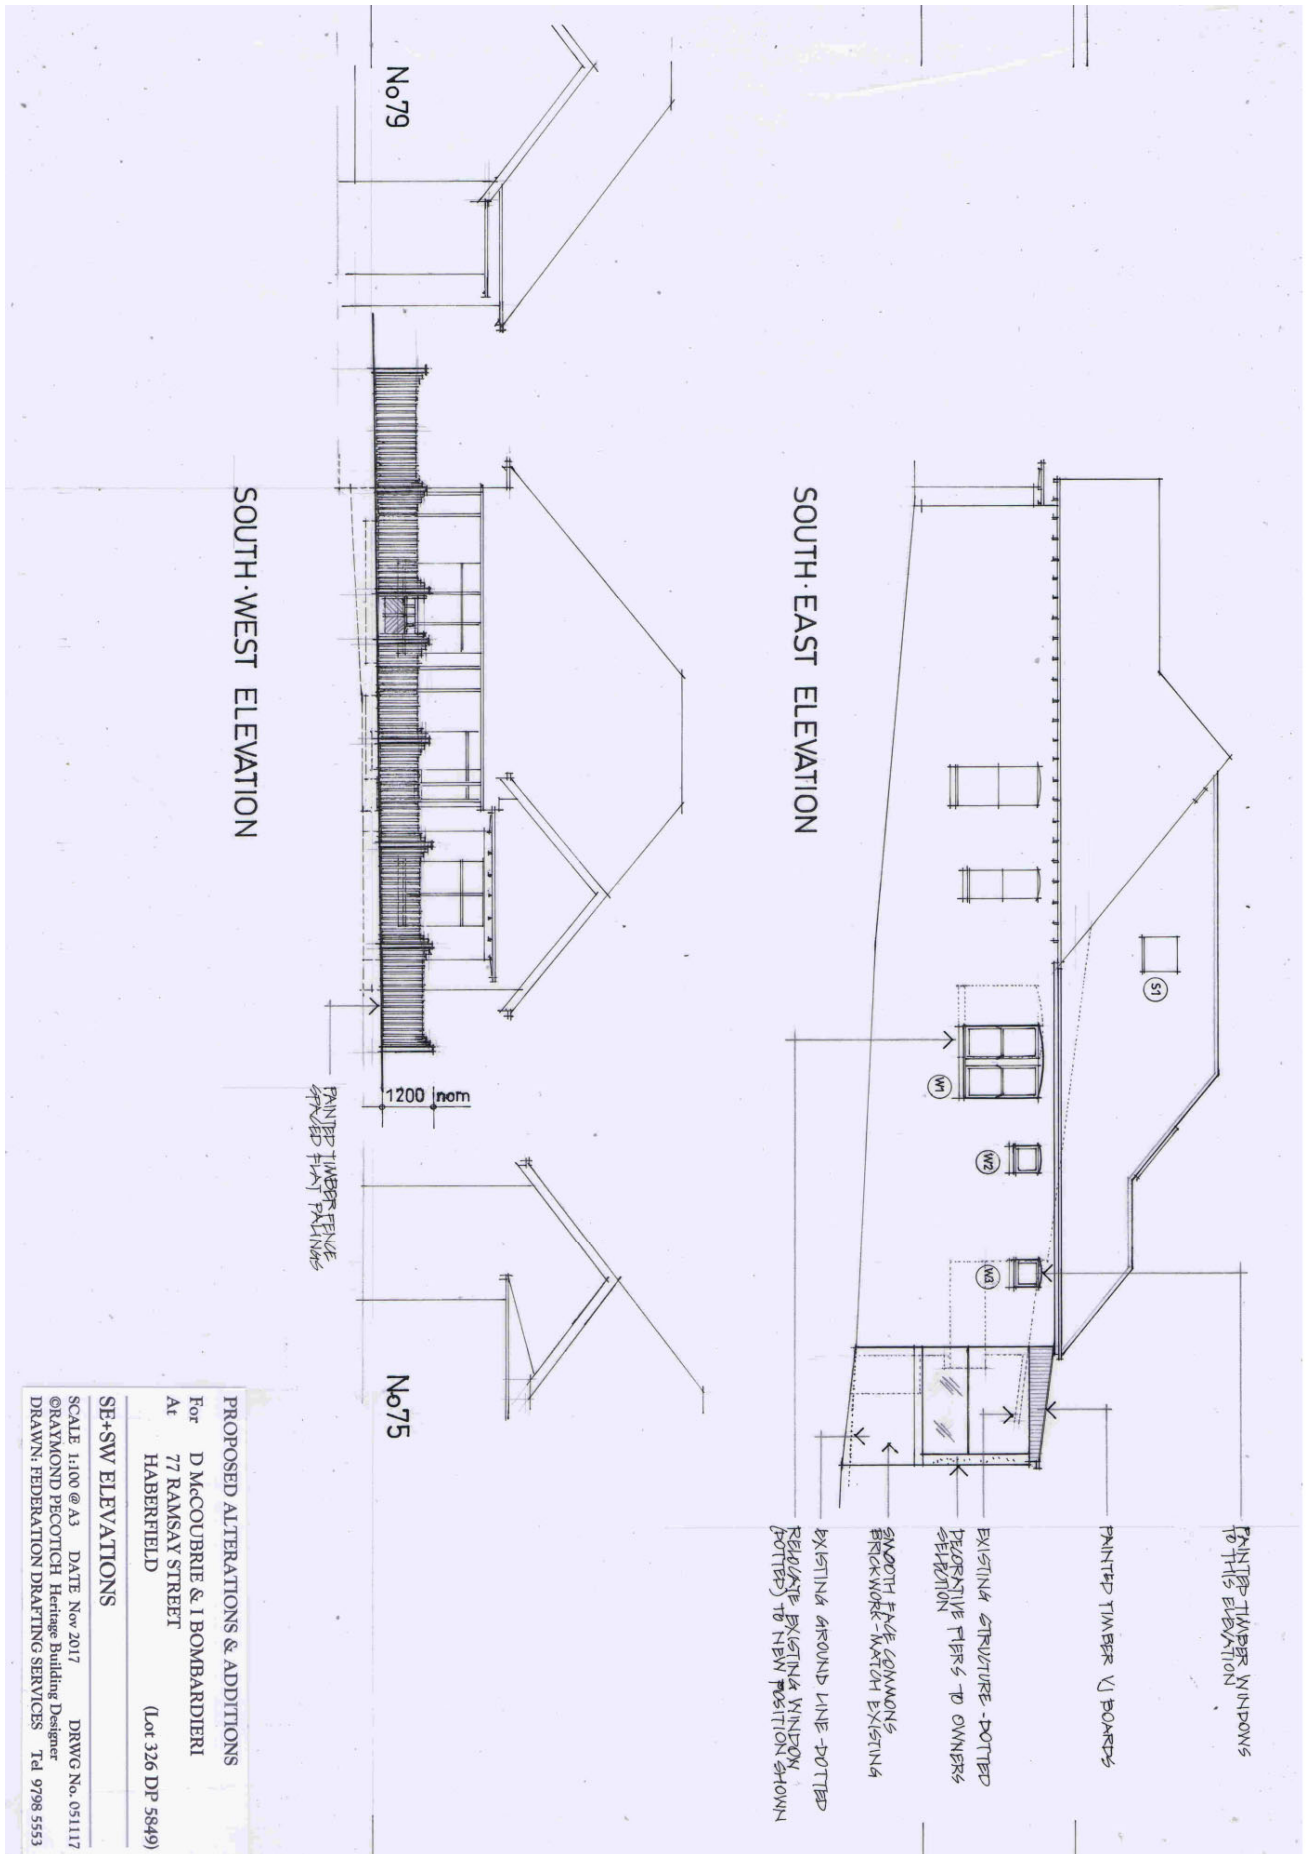 PAINTED TIMBER WINDOWS
TO THIS ELEVATION
PAINTED TIMBER VJ BOARDS
EXISTING STRUCTURE - DOTTED
DECORATIVE PIERS TO OWNERS
SELECTION
SMOOTH FACE COMMONS
BRICKWORK - MATCH EXISTING
EXISTING GROUND LINE - DOTTED
RELOCATE EXISTING WINDOW
(DOTTED) TO NEW POSITION SHOWN
S1
W1
W2
W3
SOUTH·EAST ELEVATION
No79
No75
1200 nom
PAINTED TIMBER FENCE
SPACED FLAT PALINGS
SOUTH·WEST ELEVATION
PROPOSED ALTERATIONS & ADDITIONS
For D McCOUBRIE & I BOMBARDIERI
At 77 RAMSAY STREET
HABERFIELD (Lot 326 DP 5849)
SE+SW ELEVATIONS
SCALE 1:100 @ A3 DATE Nov 2017 DRWG No. 051117
©RAYMOND PECOTICH Heritage Building Designer
DRAWN: FEDERATION DRAFTING SERVICES Tel 9798 5553